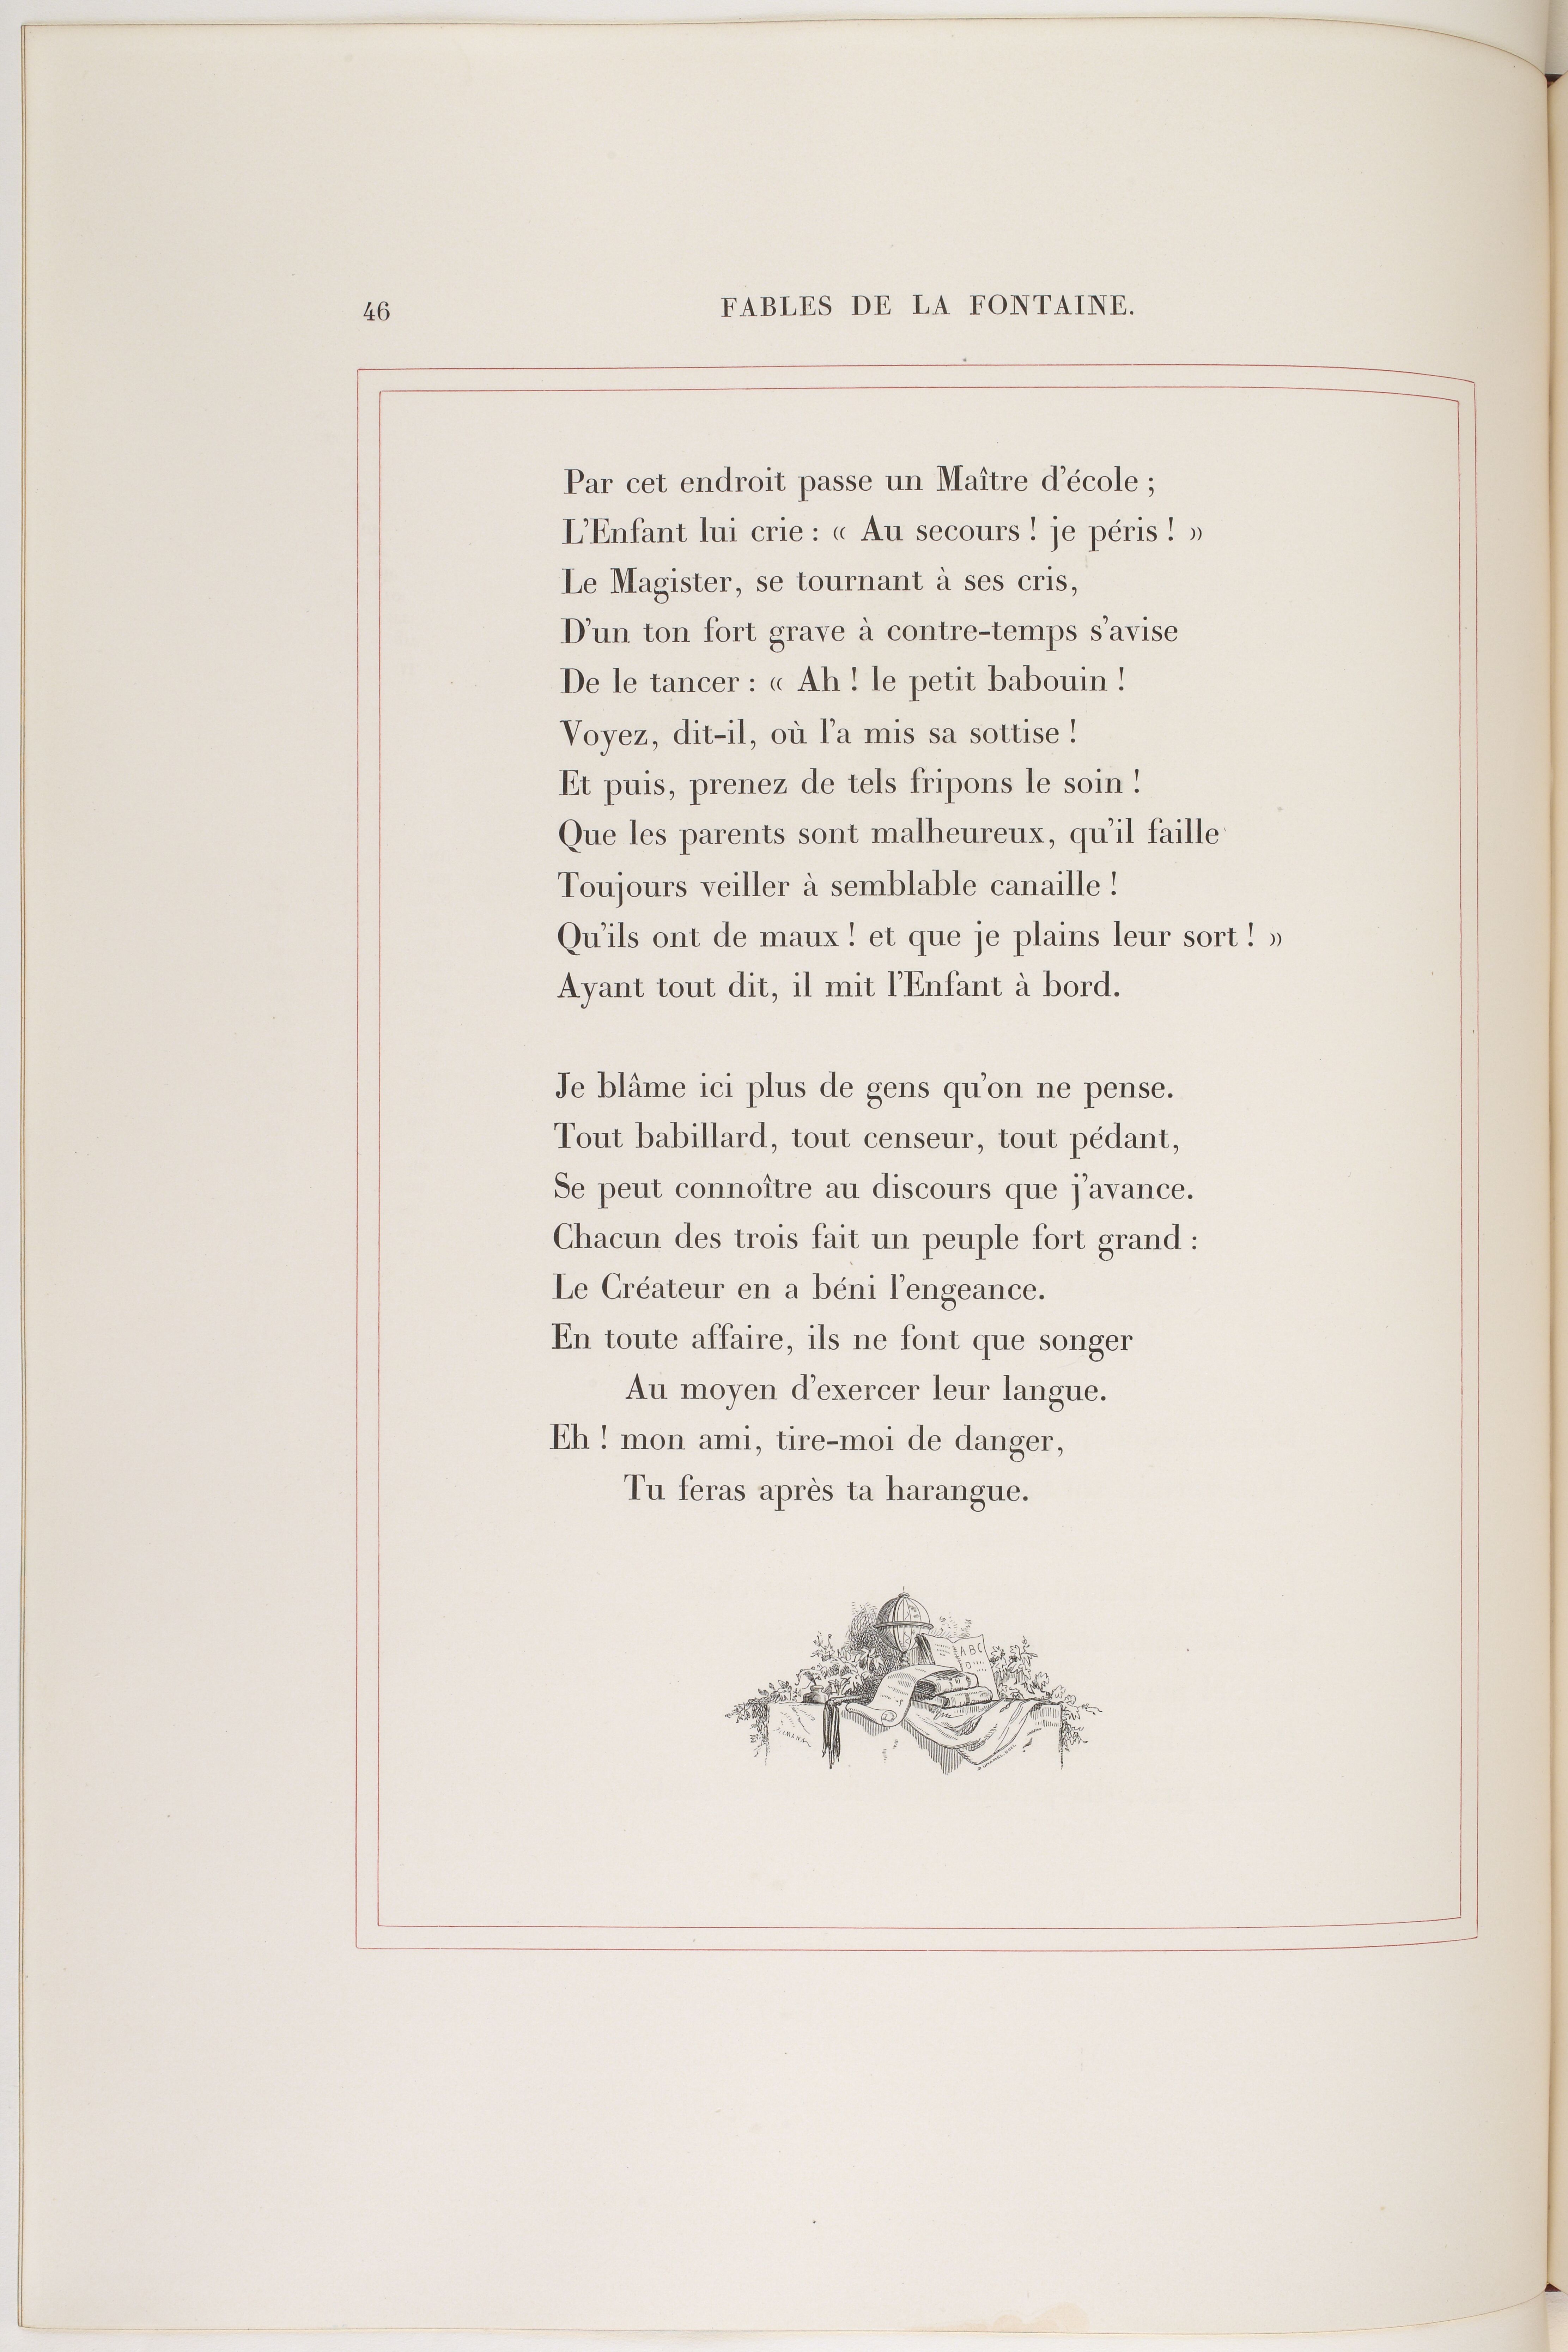 46
FABLES DE LA FONTAINE.
Par cet endroit passe un Maître d'école ;
L'Enfant lui crie : « Au secours ! je péris ! »
Le Magister, se tournant à ses cris,
D'un ton fort grave à contre-temps s'avise
De le tancer : « Ah ! le petit babouin !
Voyez, dit-il, où l'a mis sa sottise !
Et puis, prenez de tels fripons le soin !
Que les parents sont malheureux, qu'il faille
Toujours veiller à semblable canaille !
Qu'ils ont de maux ! et que je plains leur sort ! »
Ayant tout dit, il mit l'Enfant à bord.
Je blâme ici plus de gens qu'on ne pense.
Tout babillard, tout censeur, tout pédant,
Se peut connoître au discours que j'avance.
Chacun des trois fait un peuple fort grand :
Le Créateur en a béni l'engeance.
En toute affaire, ils ne font que songer
Au moyen d'exercer leur langue.
Eh ! mon ami, tire-moi de danger,
Tu feras après ta harangue.
ABC
D